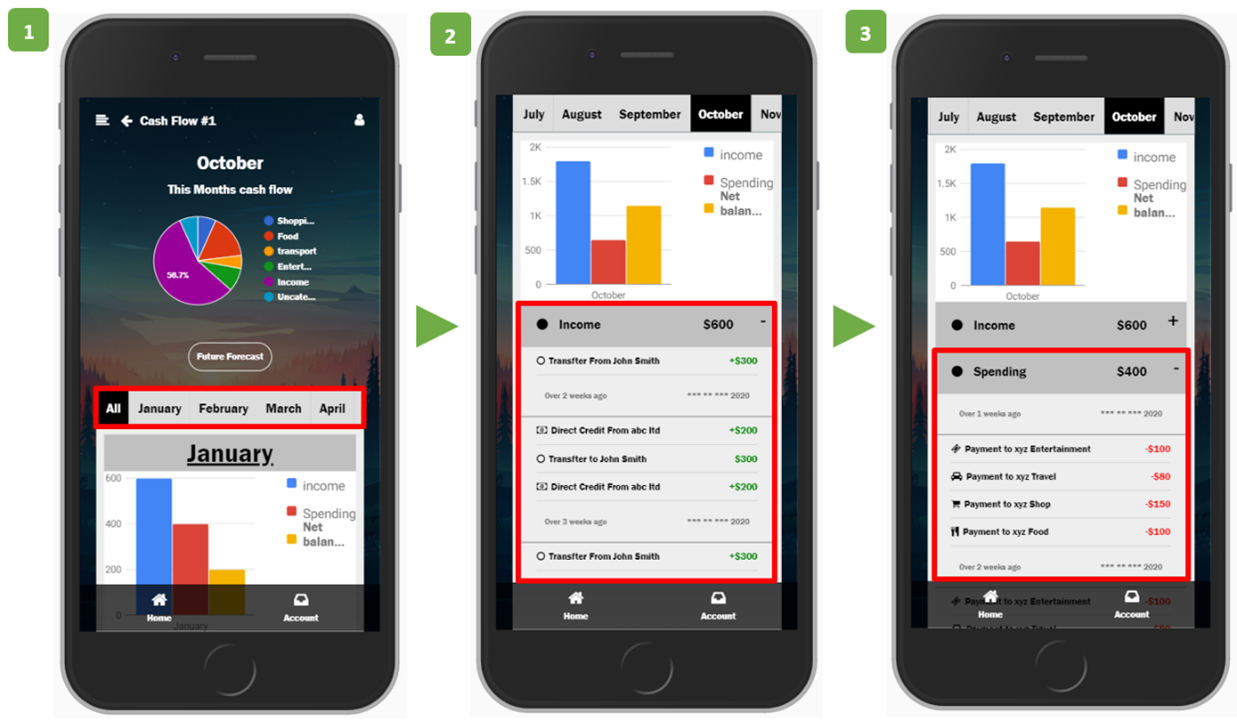 1
Cash Flow #1
October
This Months cash flow
Shoppi...
Food
transport
Entert...
Income
Uncate...
56.7%
Future Forecast
All January February March April
January
600
400
200
0
income
Spending
Net
balan...
January
Home Account
2
July August September October Nov
2K
1.5K
1K
500
0
income
Spending
Net
balan...
October
Income $600 -
Transfter From John Smith +$300
Over 2 weeks ago *** ** *** 2020
Direct Credit From abc ltd +$200
Transfer to John Smith $300
Direct Credit From abc ltd +$200
Over 3 weeks ago *** ** *** 2020
Transfter From John Smith +$300
Home Account
3
July August September October Nov
2K
1.5K
1K
500
0
income
Spending
Net
balan...
October
Income $600 +
Spending $400 -
Over 1 weeks ago *** ** *** 2020
Payment to xyz Entertainment -$100
Payment to xyz Travel -$80
Payment to xyz Shop -$150
Payment to xyz Food -$100
Over 2 weeks ago *** ** *** 2020
Payment to xyz Entertainment -$100
Home Account